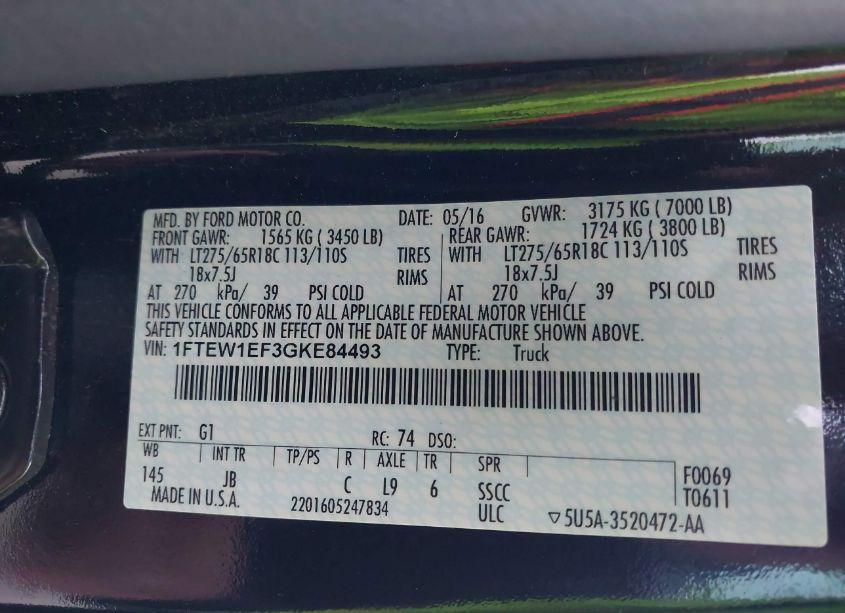 MFD. BY FORD MOTOR CO. DATE: 05/16 GVWR: 3175 KG ( 7000 LB)
FRONT GAWR: 1565 KG ( 3450 LB) REAR GAWR: 1724 KG ( 3800 LB)
WITH LT275/65R18C 113/110S TIRES WITH LT275/65R18C 113/110S TIRES
18x7.5J RIMS 18x7.5J RIMS
AT 270 kPa/ 39 PSI COLD AT 270 kPa/ 39 PSI COLD
THIS VEHICLE CONFORMS TO ALL APPLICABLE FEDERAL MOTOR VEHICLE
SAFETY STANDARDS IN EFFECT ON THE DATE OF MANUFACTURE SHOWN ABOVE.
VIN: 1FTEW1EF3GKE84493 TYPE: Truck
EXT PNT: G1 RC: 74 DSO:
WB INT TR TP/PS R AXLE TR SPR
145 JB C L9 6 SSCC F0069
MADE IN U.S.A. 2201605247834 ULC T0611
▽5U5A-3520472-AA